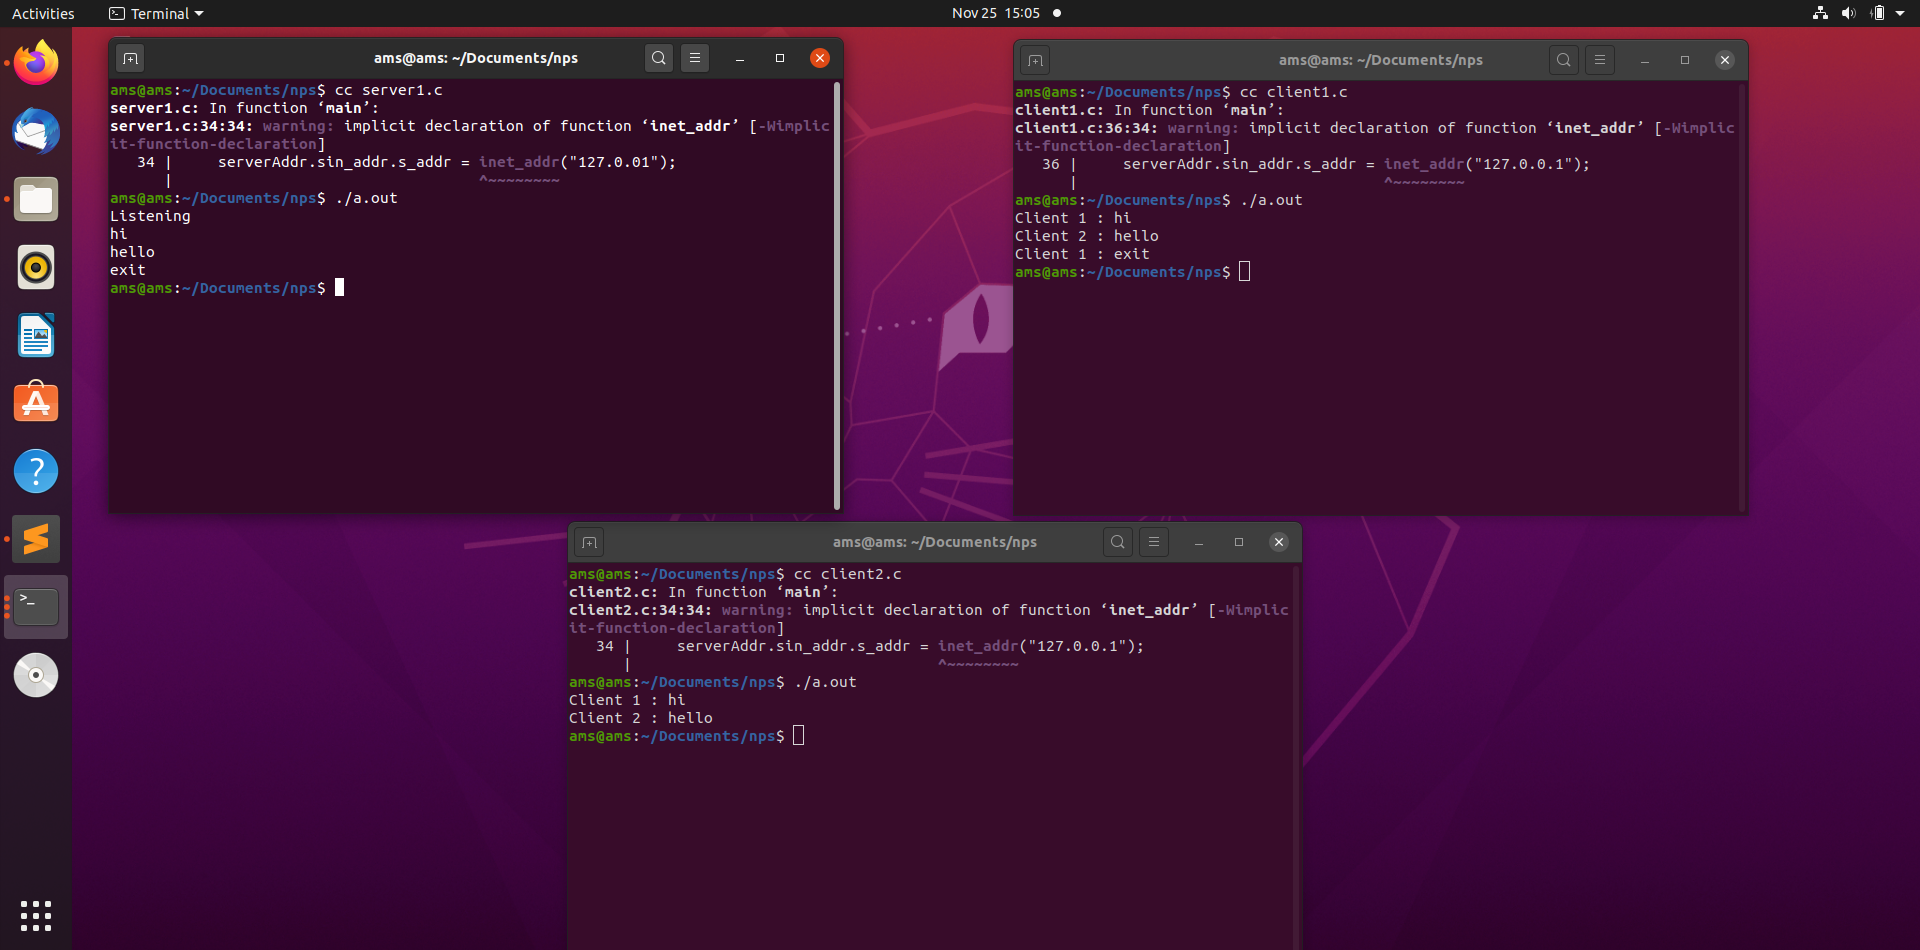 Activities
Terminal
Nov 25 15:05
ams@ams: ~/Documents/nps
ams@ams:~/Documents/nps$ cc server1.c
server1.c: In function ‘main’:
server1.c:34:34: warning: implicit declaration of function ‘inet_addr’ [-Wimplic
it-function-declaration]
34 |     serverAddr.sin_addr.s_addr = inet_addr("127.0.01");
|                                  ^~~~~~~~~
ams@ams:~/Documents/nps$ ./a.out
Listening
hi
hello
exit
ams@ams:~/Documents/nps$
ams@ams: ~/Documents/nps
ams@ams:~/Documents/nps$ cc client1.c
client1.c: In function ‘main’:
client1.c:36:34: warning: implicit declaration of function ‘inet_addr’ [-Wimplic
it-function-declaration]
36 |     serverAddr.sin_addr.s_addr = inet_addr("127.0.0.1");
|                                  ^~~~~~~~~
ams@ams:~/Documents/nps$ ./a.out
Client 1 : hi
Client 2 : hello
Client 1 : exit
ams@ams:~/Documents/nps$
ams@ams: ~/Documents/nps
ams@ams:~/Documents/nps$ cc client2.c
client2.c: In function ‘main’:
client2.c:34:34: warning: implicit declaration of function ‘inet_addr’ [-Wimplic
it-function-declaration]
34 |     serverAddr.sin_addr.s_addr = inet_addr("127.0.0.1");
|                                  ^~~~~~~~~
ams@ams:~/Documents/nps$ ./a.out
Client 1 : hi
Client 2 : hello
ams@ams:~/Documents/nps$